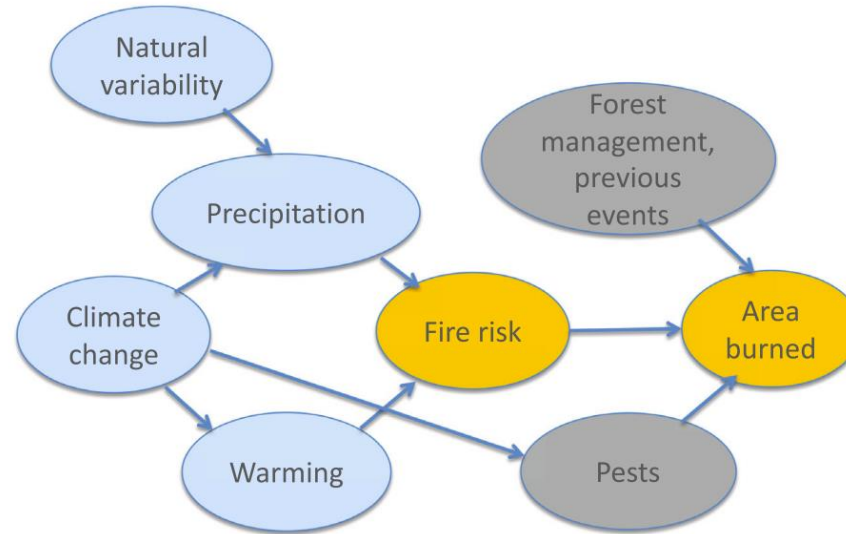 Natural
variability
Forest
management,
previous
events
Precipitation
Climate
change
Fire risk
Area
burned
Warming
Pests